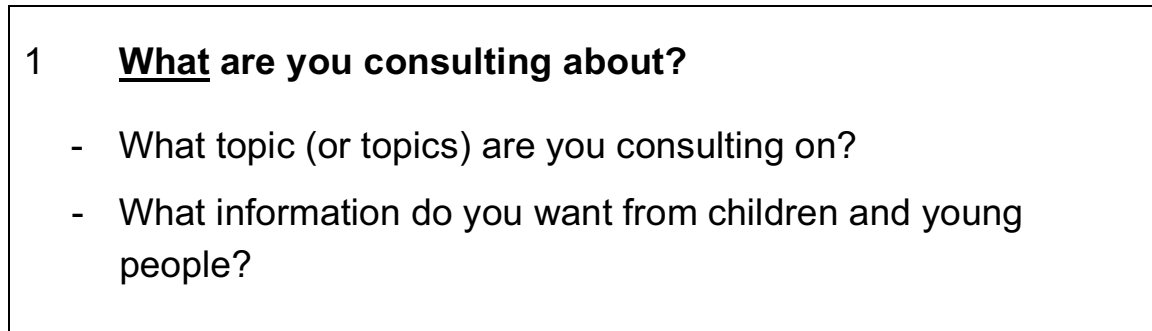 1 What are you consulting about?
- What topic (or topics) are you consulting on?
- What information do you want from children and young
people?